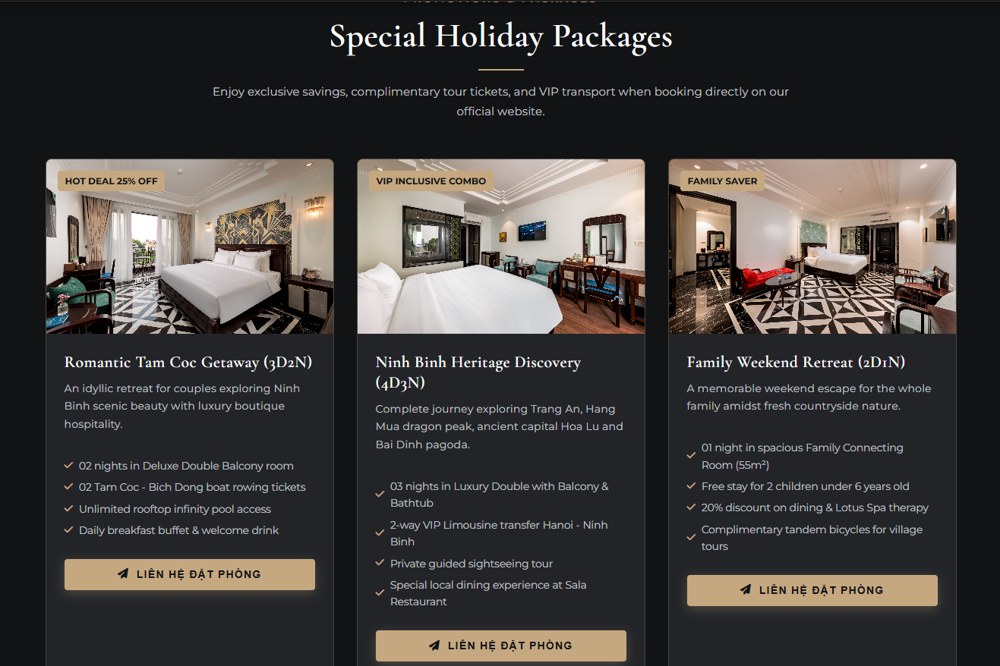 Special Holiday Packages
Enjoy exclusive savings, complimentary tour tickets, and VIP transport when booking directly on our
official website.
HOT DEAL 25% OFF
Romantic Tam Coc Getaway (3D2N)
An idyllic retreat for couples exploring Ninh
Binh scenic beauty with luxury boutique
hospitality.
02 nights in Deluxe Double Balcony room
02 Tam Coc - Bich Dong boat rowing tickets
Unlimited rooftop infinity pool access
Daily breakfast buffet & welcome drink
LIÊN HỆ ĐẶT PHÒNG
VIP INCLUSIVE COMBO
Ninh Binh Heritage Discovery
(4D3N)
Complete journey exploring Trang An, Hang
Mua dragon peak, ancient capital Hoa Lu and
Bai Dinh pagoda.
03 nights in Luxury Double with Balcony &
Bathtub
2-way VIP Limousine transfer Hanoi - Ninh
Binh
Private guided sightseeing tour
Special local dining experience at Sala
Restaurant
LIÊN HỆ ĐẶT PHÒNG
FAMILY SAVER
Family Weekend Retreat (2D1N)
A memorable weekend escape for the whole
family amidst fresh countryside nature.
01 night in spacious Family Connecting
Room (55m²)
Free stay for 2 children under 6 years old
20% discount on dining & Lotus Spa therapy
Complimentary tandem bicycles for village
tours
LIÊN HỆ ĐẶT PHÒNG